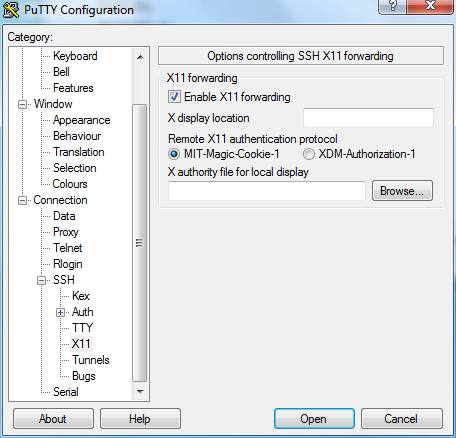 PuTTY Configuration
?
Category:
Keyboard
Bell
Features
Window
Appearance
Behaviour
Translation
Selection
Colours
Connection
Data
Proxy
Telnet
Rlogin
SSH
Kex
Auth
TTY
X11
Tunnels
Bugs
Serial
Options controlling SSH X11 forwarding
X11 forwarding
Enable X11 forwarding
X display location
Remote X11 authentication protocol
MIT-Magic-Cookie-1 XDM-Authorization-1
X authority file for local display
Browse...
About Help Open Cancel